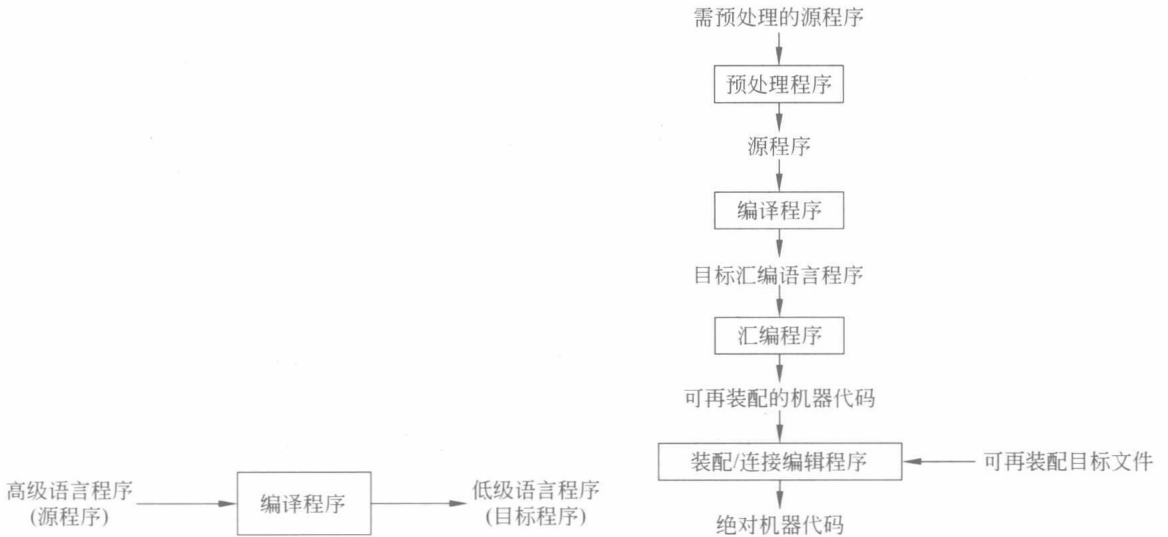 需预处理的源程序
预处理程序
源程序
编译程序
目标汇编语言程序
汇编程序
可再装配的机器代码
装配/连接编辑程序
可再装配目标文件
绝对机器代码
高级语言程序
(源程序)
编译程序
低级语言程序
(目标程序)